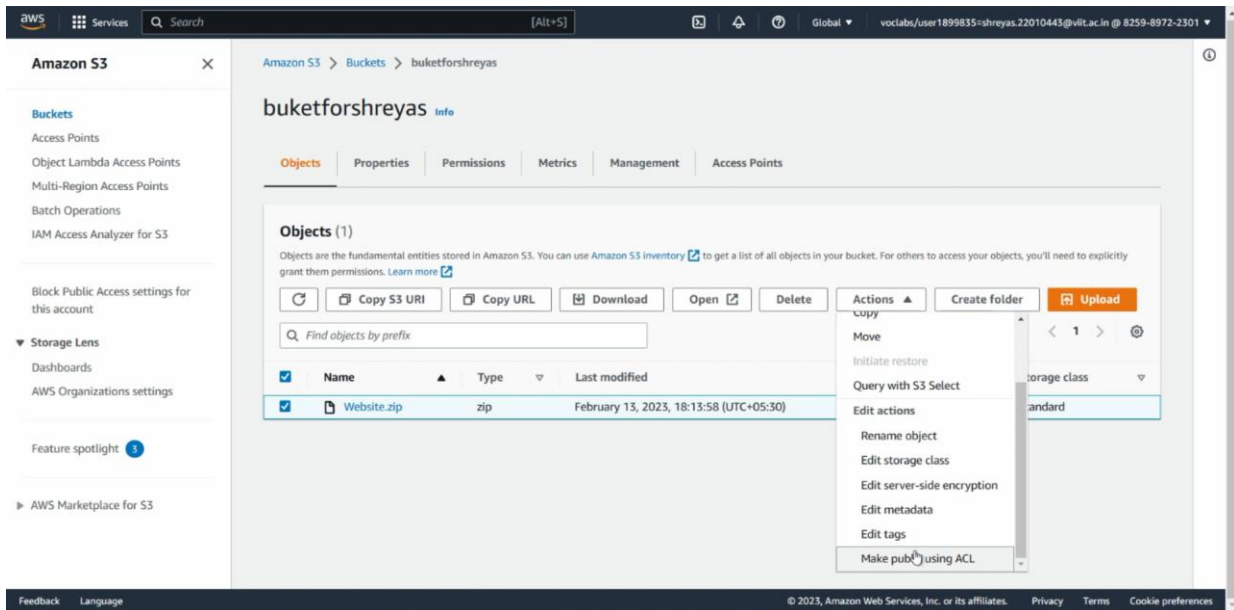 aws Services Search [Alt+S] Global voclabs/user1899835=shreyas.22010443@viit.ac.in @ 8259-8972-2301
Amazon S3
Buckets
Access Points
Object Lambda Access Points
Multi-Region Access Points
Batch Operations
IAM Access Analyzer for S3
Block Public Access settings for
this account
Storage Lens
Dashboards
AWS Organizations settings
Feature spotlight 3
AWS Marketplace for S3
Amazon S3 > Buckets > buketforshreyas
buketforshreyas Info
Objects Properties Permissions Metrics Management Access Points
Objects (1)
Objects are the fundamental entities stored in Amazon S3. You can use Amazon S3 inventory to get a list of all objects in your bucket. For others to access your objects, you'll need to explicitly
grant them permissions. Learn more
Copy S3 URI Copy URL Download Open Delete Actions Create folder Upload
Find objects by prefix < 1 >
Name Type Last modified
Website.zip zip February 13, 2023, 18:13:58 (UTC+05:30)
Copy
Move
Initiate restore
Query with S3 Select
Edit actions
Rename object
Edit storage class
Edit server-side encryption
Edit metadata
Edit tags
Make using ACL
Feedback Language © 2023, Amazon Web Services, Inc. or its affiliates. Privacy Terms Cookie preferences